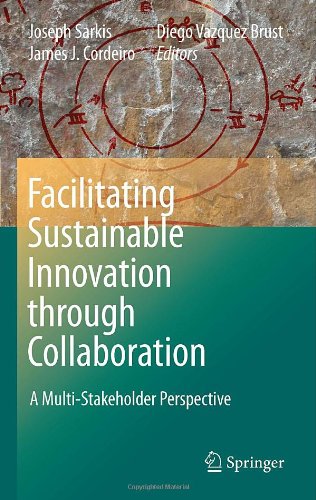 Joseph Sarkis
James J. Cordeiro
Diego Vazquez Brust
Editors
Facilitating
Sustainable
Innovation
through
Collaboration
A Multi-Stakeholder Perspective
Springer